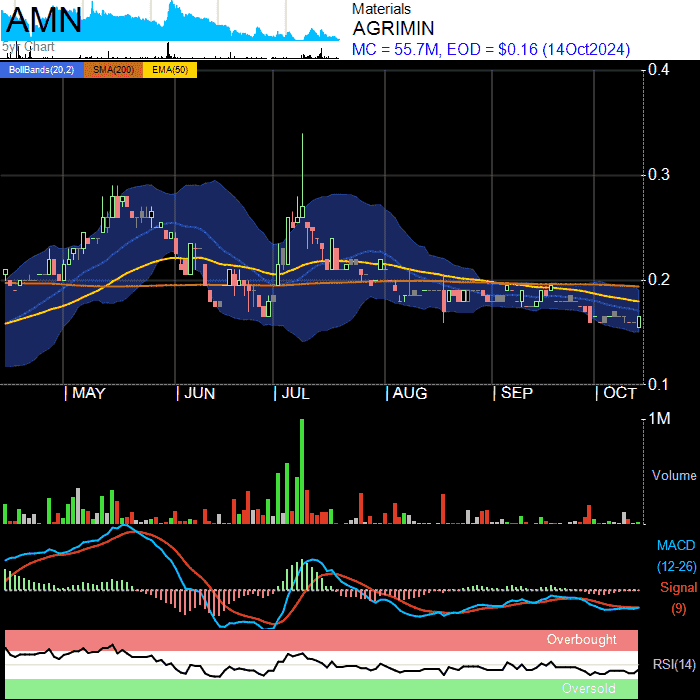 AMN
5yr Chart
Materials
AGRIMIN
MC = 55.7M, EOD = $0.16 (14Oct2024)
BollBands(20,2) SMA(200) EMA(50)
0.4
0.3
0.2
0.1
MAY JUN JUL AUG SEP OCT
1M
Volume
MACD
(12-26)
Signal
(9)
Overbought
RSI(14)
Oversold